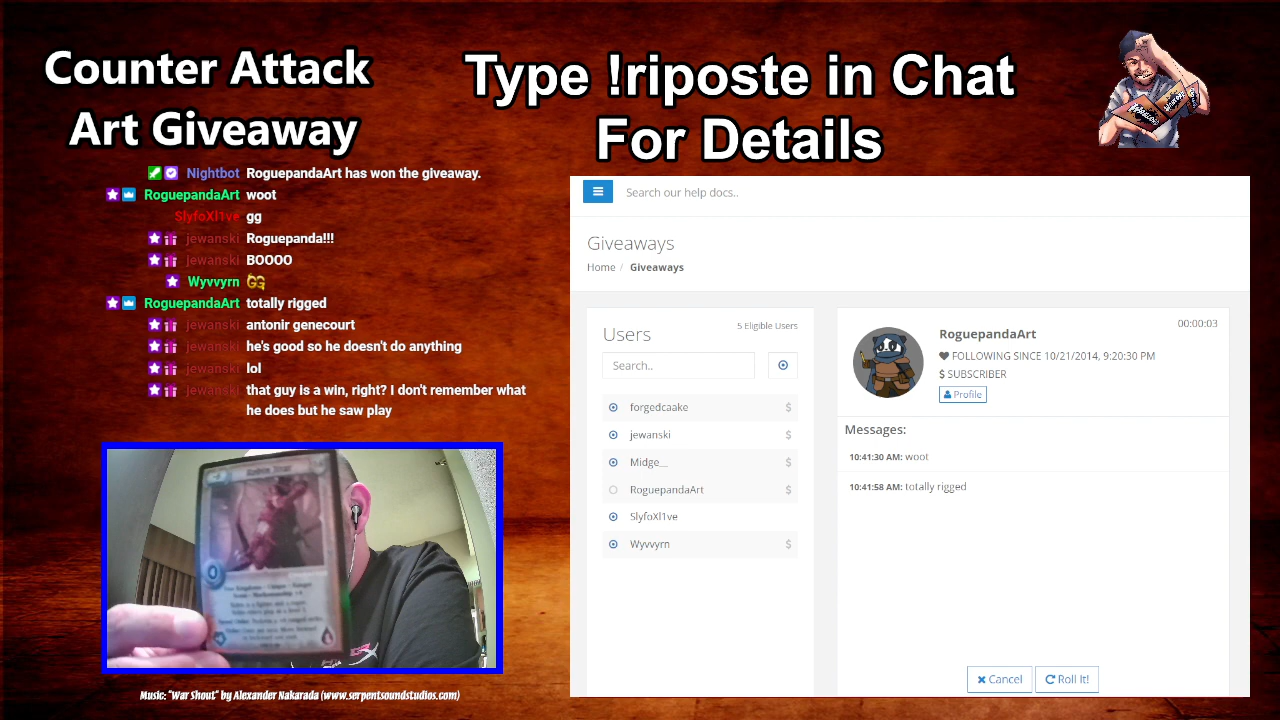 Counter Attack
Art Giveaway
Type !riposte in Chat
For Details
Nightbot RoguepandaArt has won the giveaway.
RoguepandaArt woot
SlyfoXl1ve gg
jewanski Roguepanda!!!
jewanski BOOOO
Wyvvyrn GG
RoguepandaArt totally rigged
jewanski antonir genecourt
jewanski he's good so he doesn't do anything
jewanski lol
jewanski that guy is a win, right? I don't remember what
he does but he saw play
Music: "War Shout" by Alexander Nakarada (www.serpentsoundstudios.com)
Search our help docs..
Giveaways
Home / Giveaways
Users
5 Eligible Users
Search..
forgedcaake $
jewanski $
Midge__ $
RoguepandaArt $
SlyfoXl1ve
Wyvvyrn $
00:00:03
RoguepandaArt
FOLLOWING SINCE 10/21/2014, 9:20:30 PM
$ SUBSCRIBER
Profile
Messages:
10:41:30 AM: woot
10:41:58 AM: totally rigged
Cancel
Roll It!